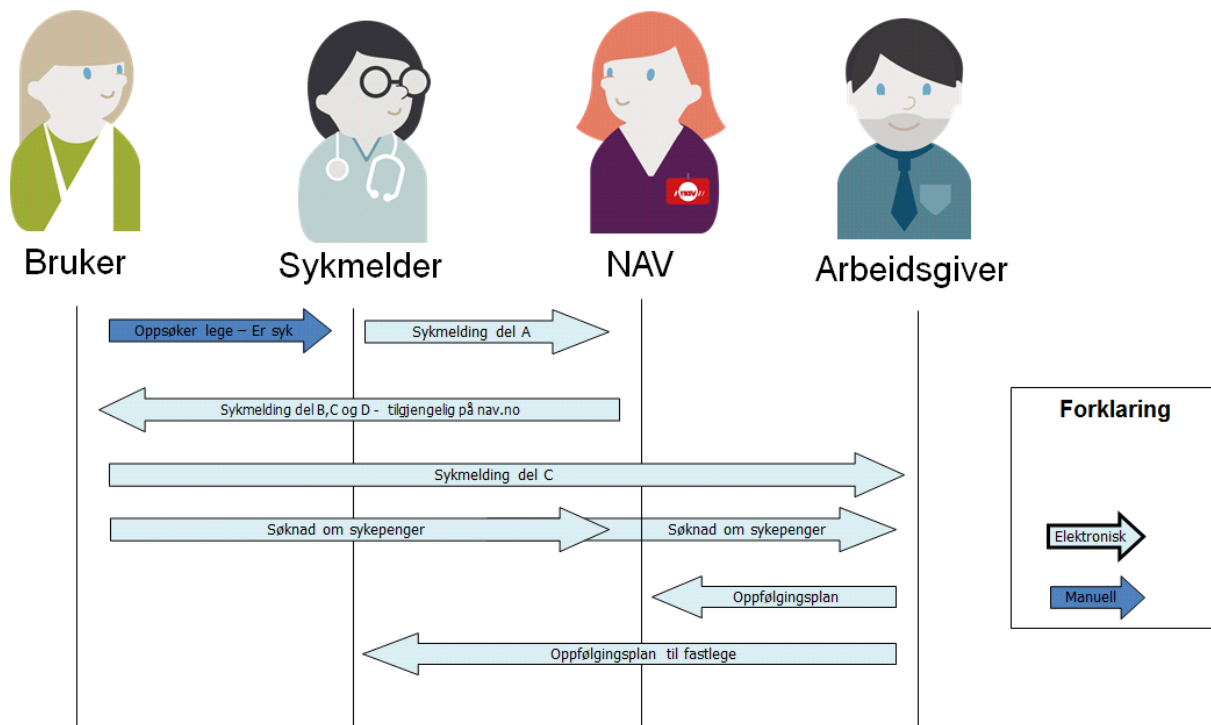 NAV
Bruker
Sykmelder
NAV
Arbeidsgiver
Oppsøker lege – Er syk
Sykmelding del A
Sykmelding del B,C og D - tilgjengelig på nav.no
Sykmelding del C
Søknad om sykepenger
Søknad om sykepenger
Oppfølgingsplan
Oppfølgingsplan til fastlege
Forklaring
Elektronisk
Manuell